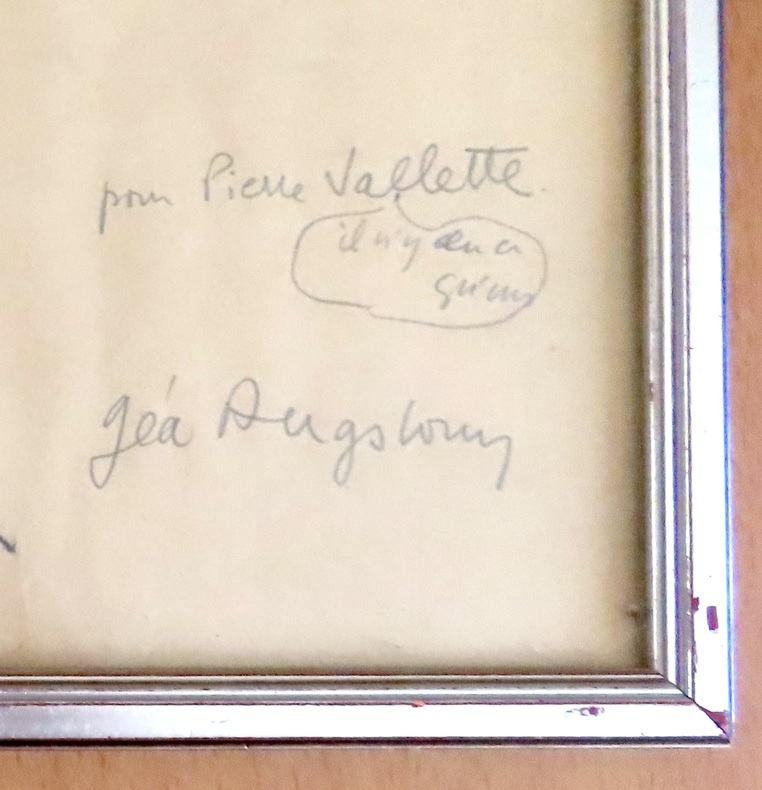 pour Pierre Vallette.
il n'y en a
qu'un
géa Augsbourg